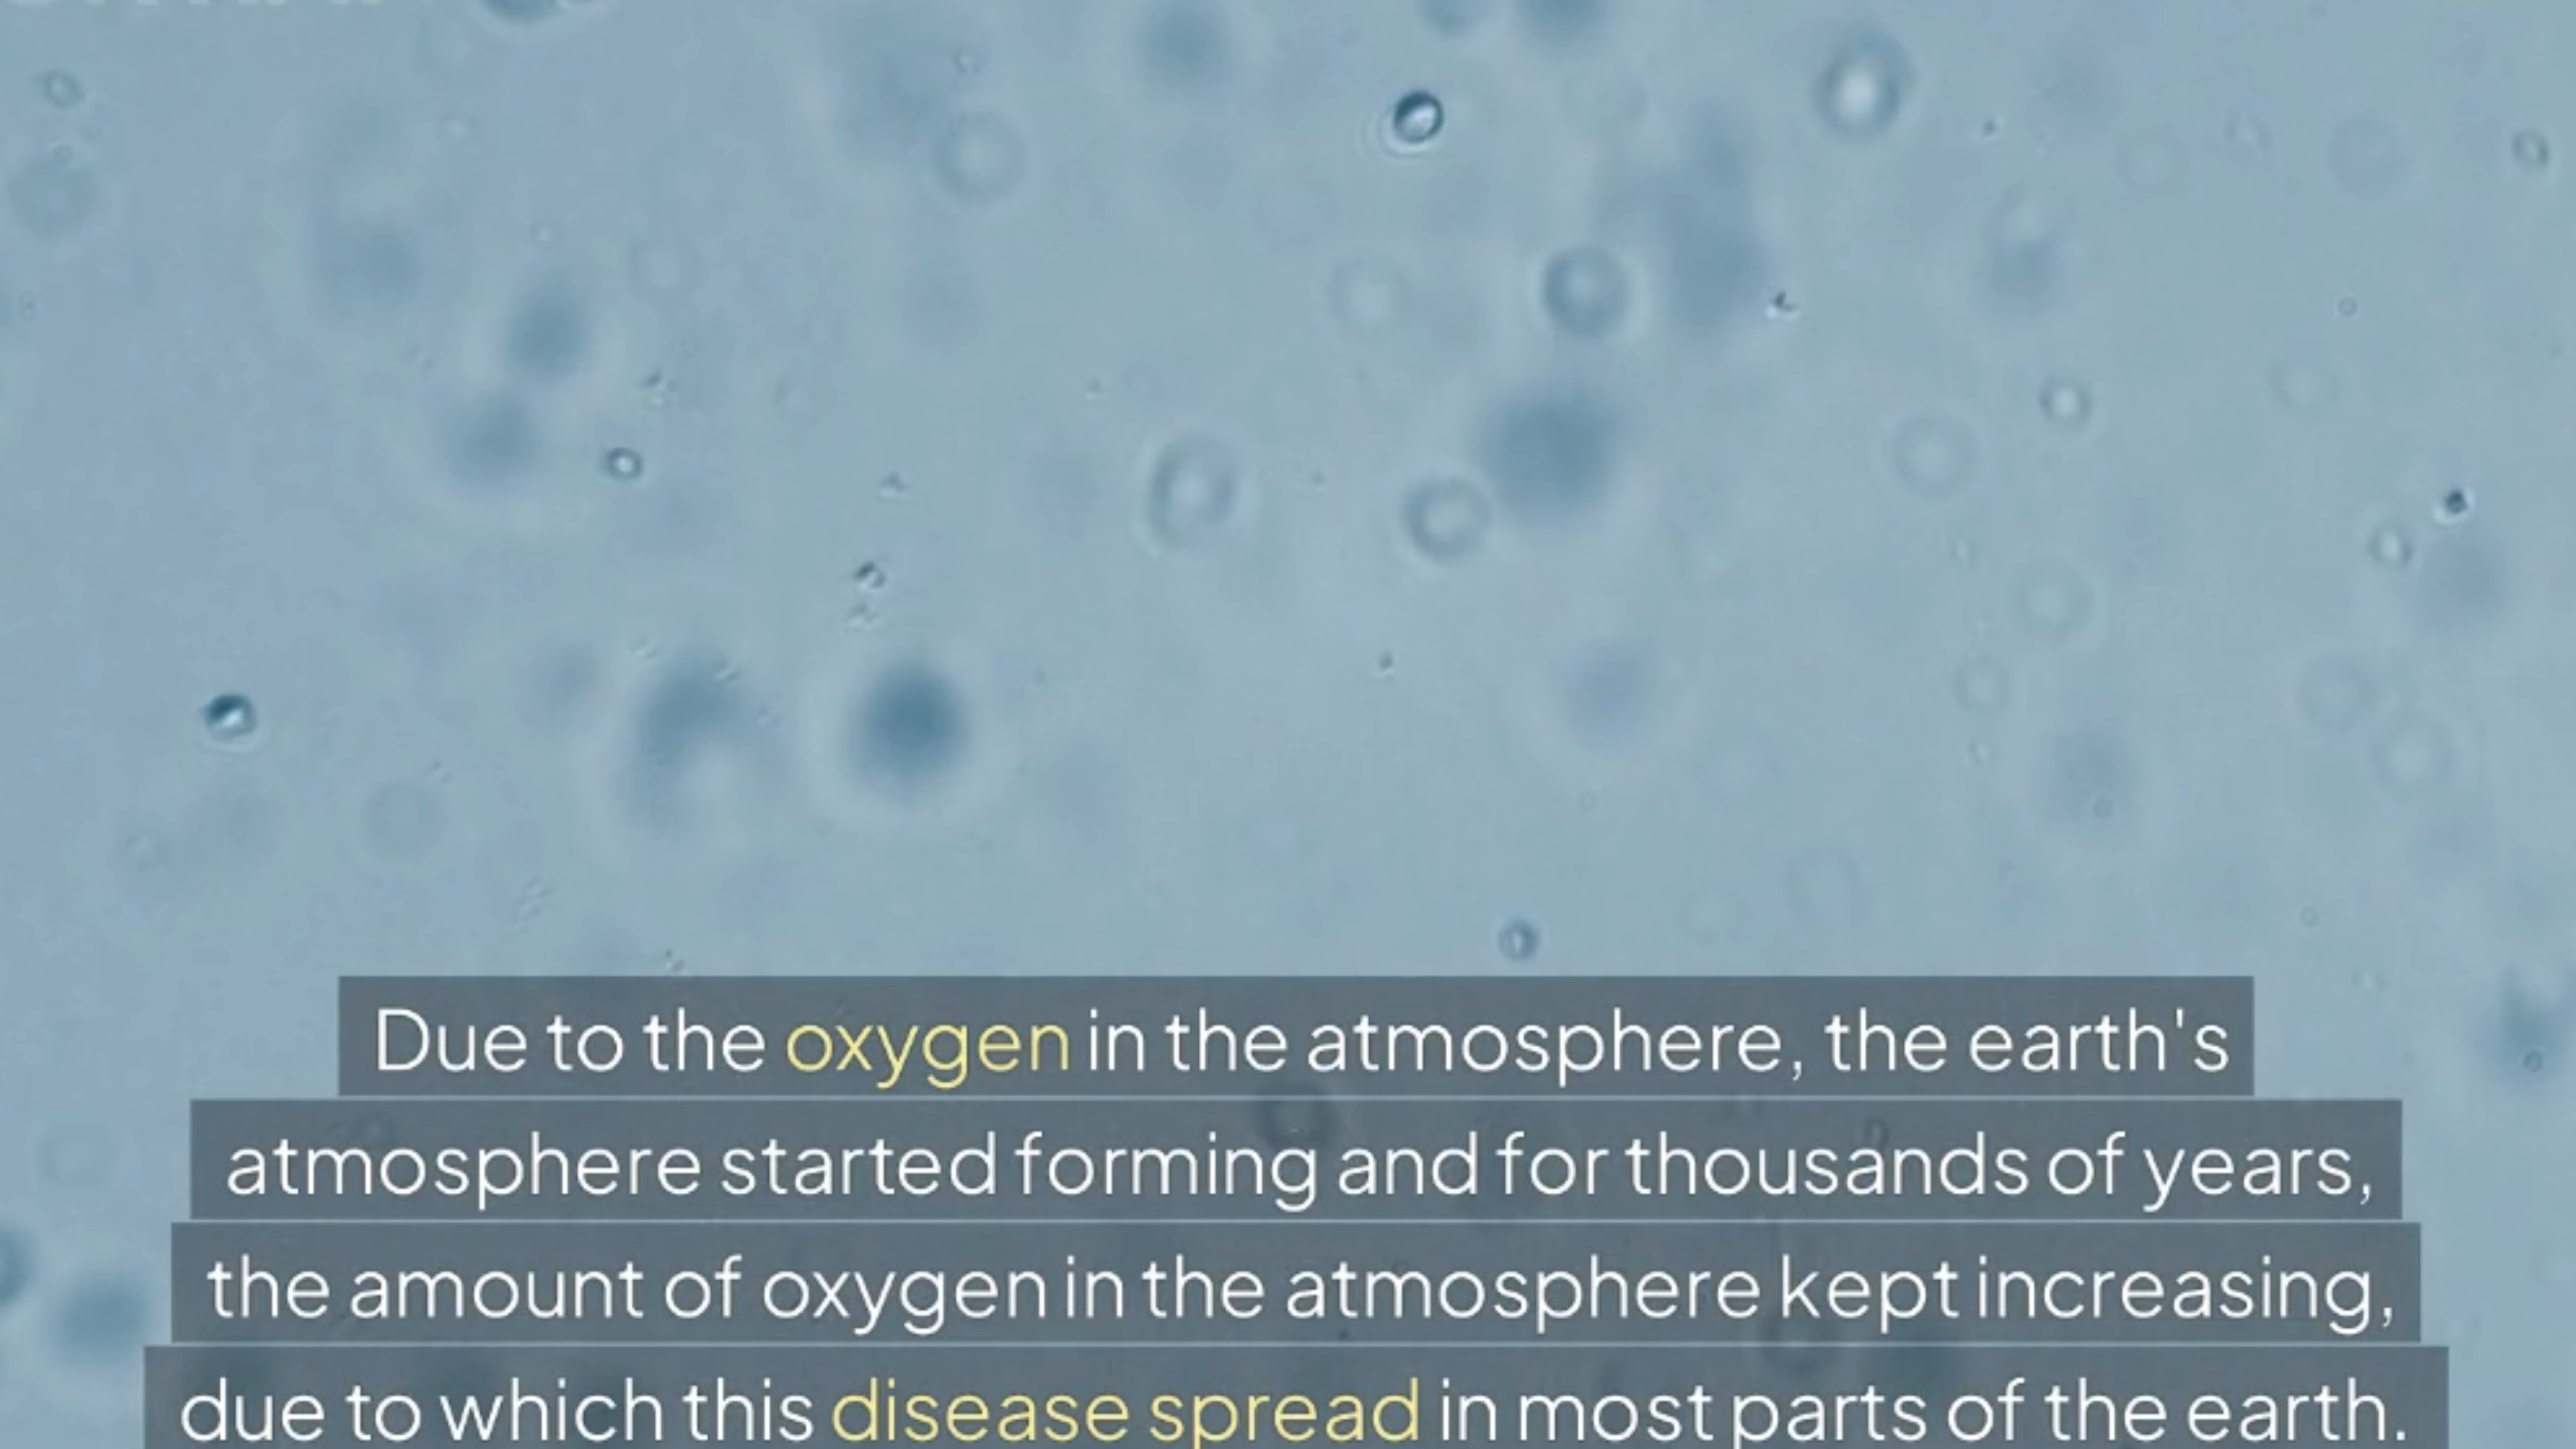 Due to the oxygen in the atmosphere, the earth's
atmosphere started forming and for thousands of years,
the amount of oxygen in the atmosphere kept increasing,
due to which this disease spread in most parts of the earth.